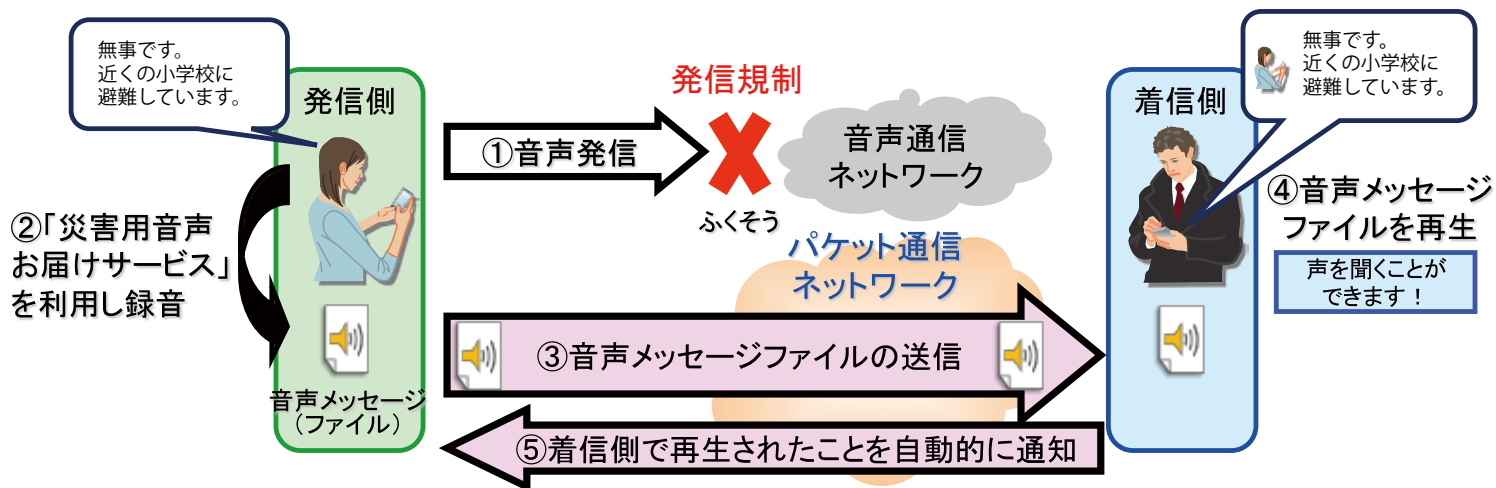 無事です。
近くの小学校に
避難しています。
発信側
①音声発信
発信規制
ふくそう
音声通信
ネットワーク
着信側
無事です。
近くの小学校に
避難しています。
②「災害用音声
お届けサービス」
を利用し録音
音声メッセージ
（ファイル）
パケット通信
ネットワーク
③音声メッセージファイルの送信
④音声メッセージ
ファイルを再生
声を聞くことが
できます！
⑤着信側で再生されたことを自動的に通知